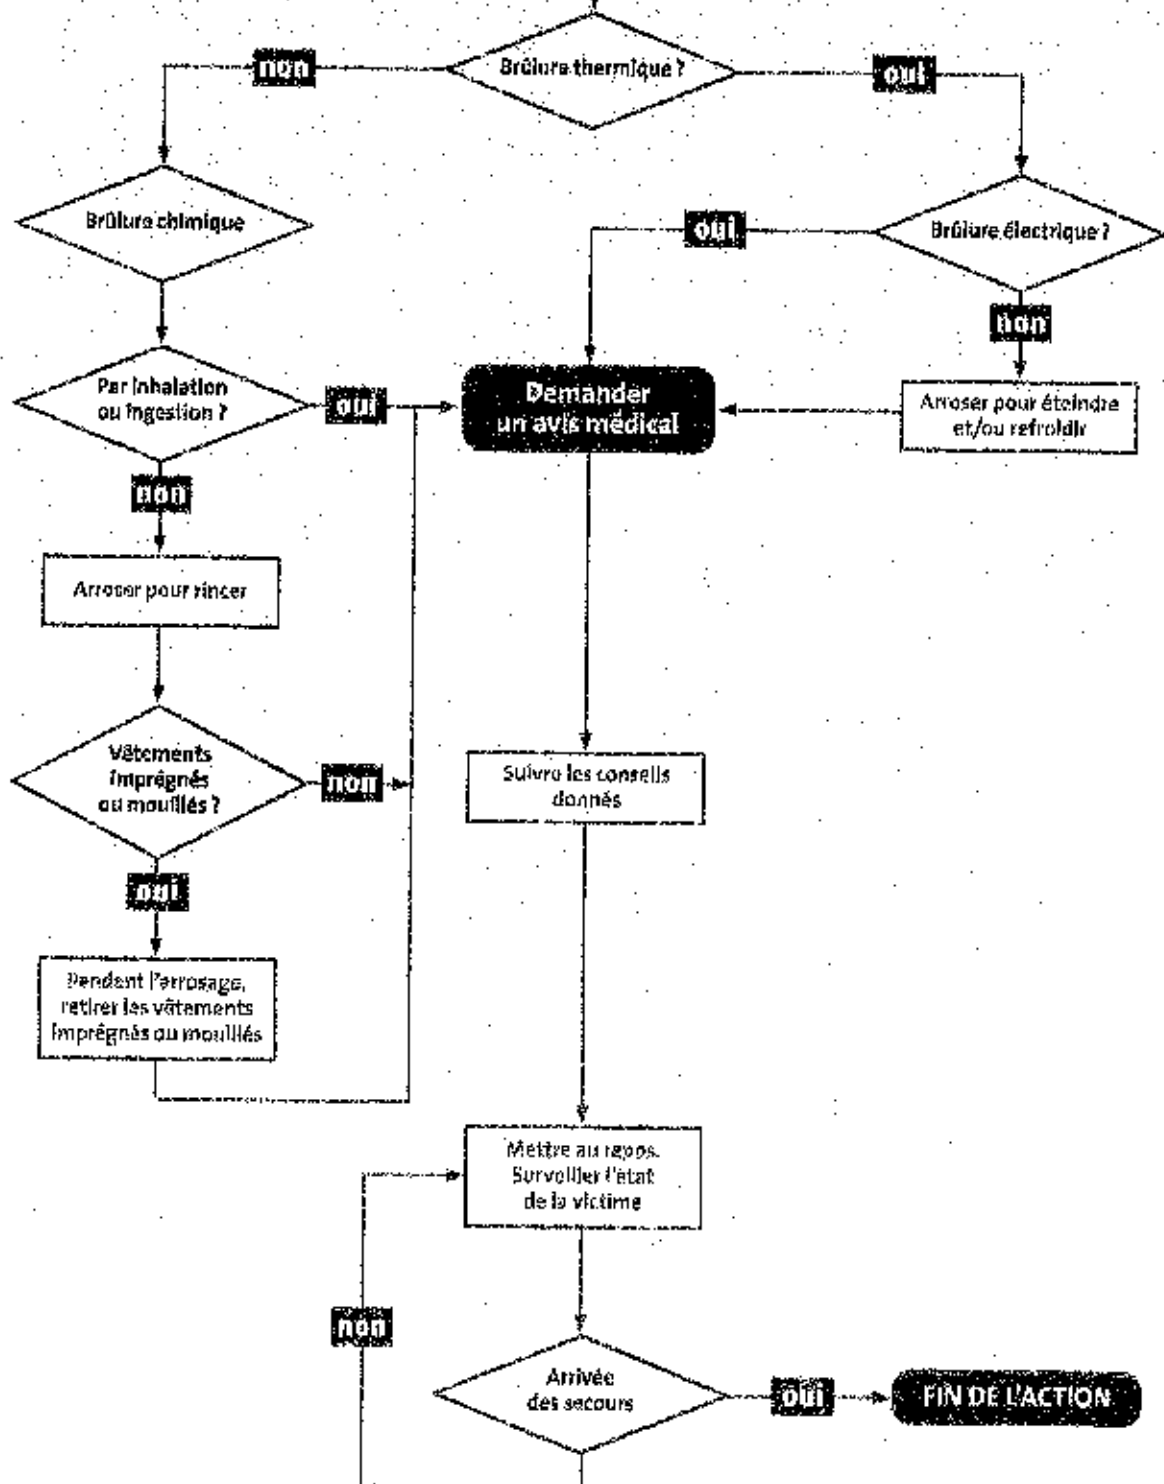 Brûlure thermique ?
non
oui
Brûlure chimique
oui
Brûlure électrique ?
non
Par inhalation
ou ingestion ?
oui
Demander
un avis médical
Arroser pour éteindre
et/ou refroidir
non
Arroser pour rincer
Vêtements
imprégnés
ou mouillés ?
non
Suivre les conseils
donnés
oui
Pendant l'arrosage,
retirer les vêtements
imprégnés ou mouillés
Mettre au repos.
Surveiller l'état
de la victime
non
Arrivée
des secours
oui
FIN DE L'ACTION